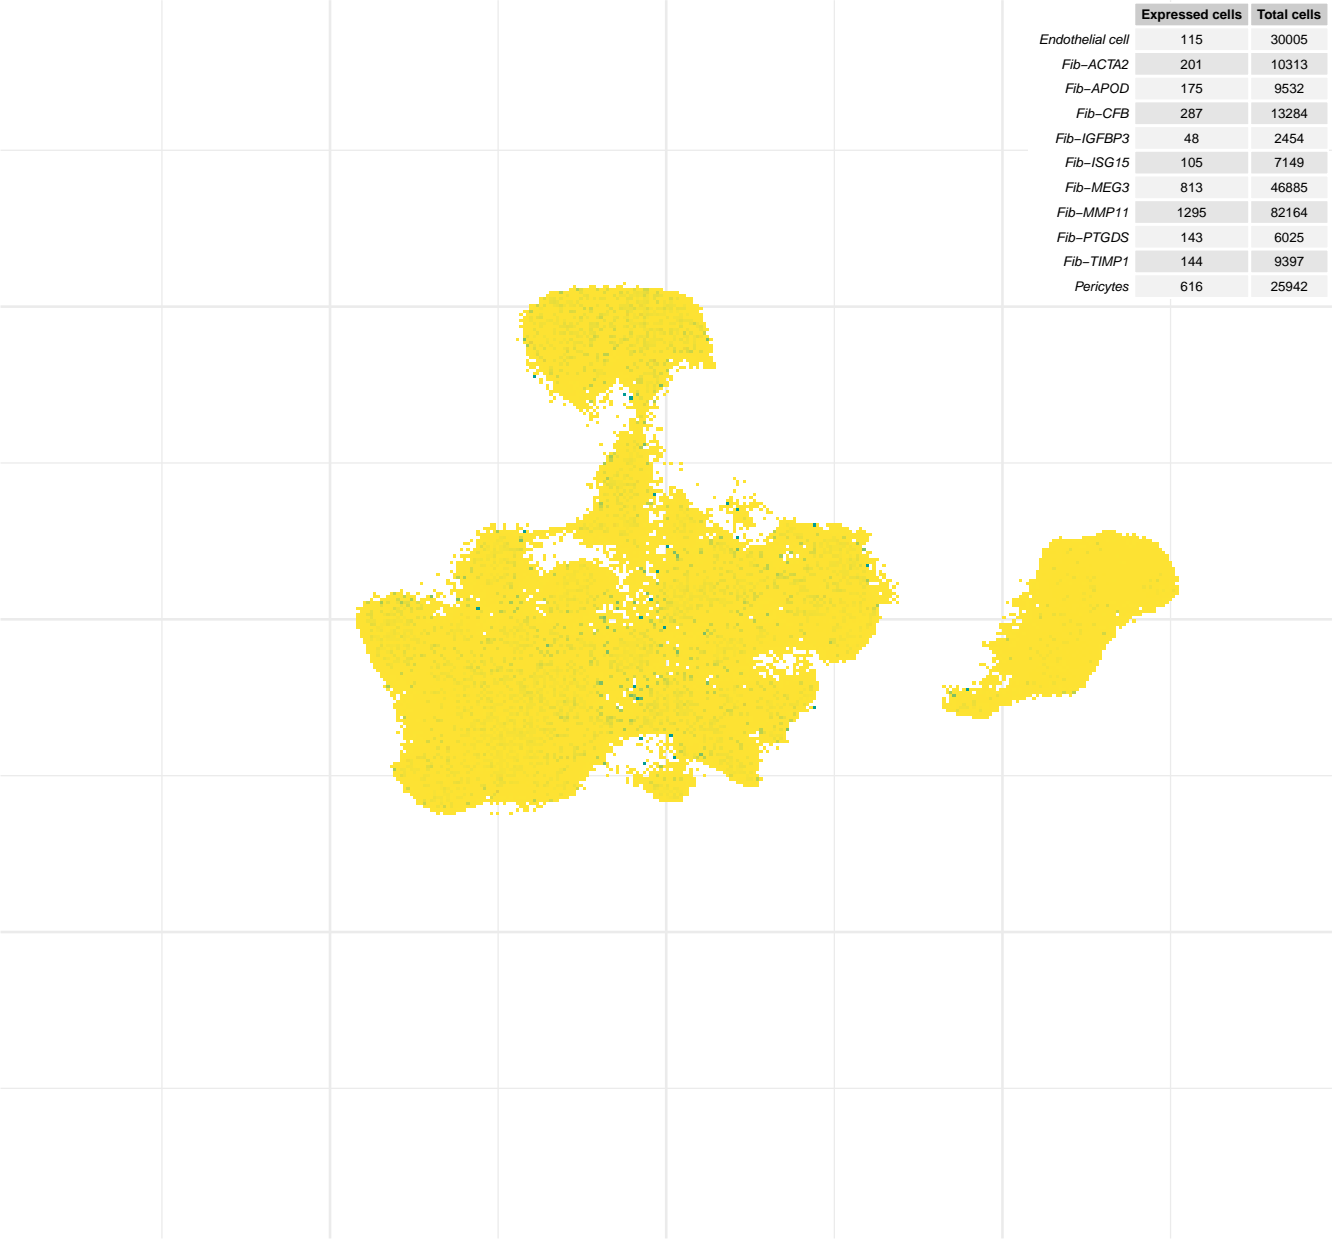 Expressed cells Total cells
Endothelial cell 115 30005
Fib−ACTA2 201 10313
Fib−APOD 175 9532
Fib−CFB 287 13284
Fib−IGFBP3 48 2454
Fib−ISG15 105 7149
Fib−MEG3 813 46885
Fib−MMP11 1295 82164
Fib−PTGDS 143 6025
Fib−TIMP1 144 9397
Pericytes 616 25942